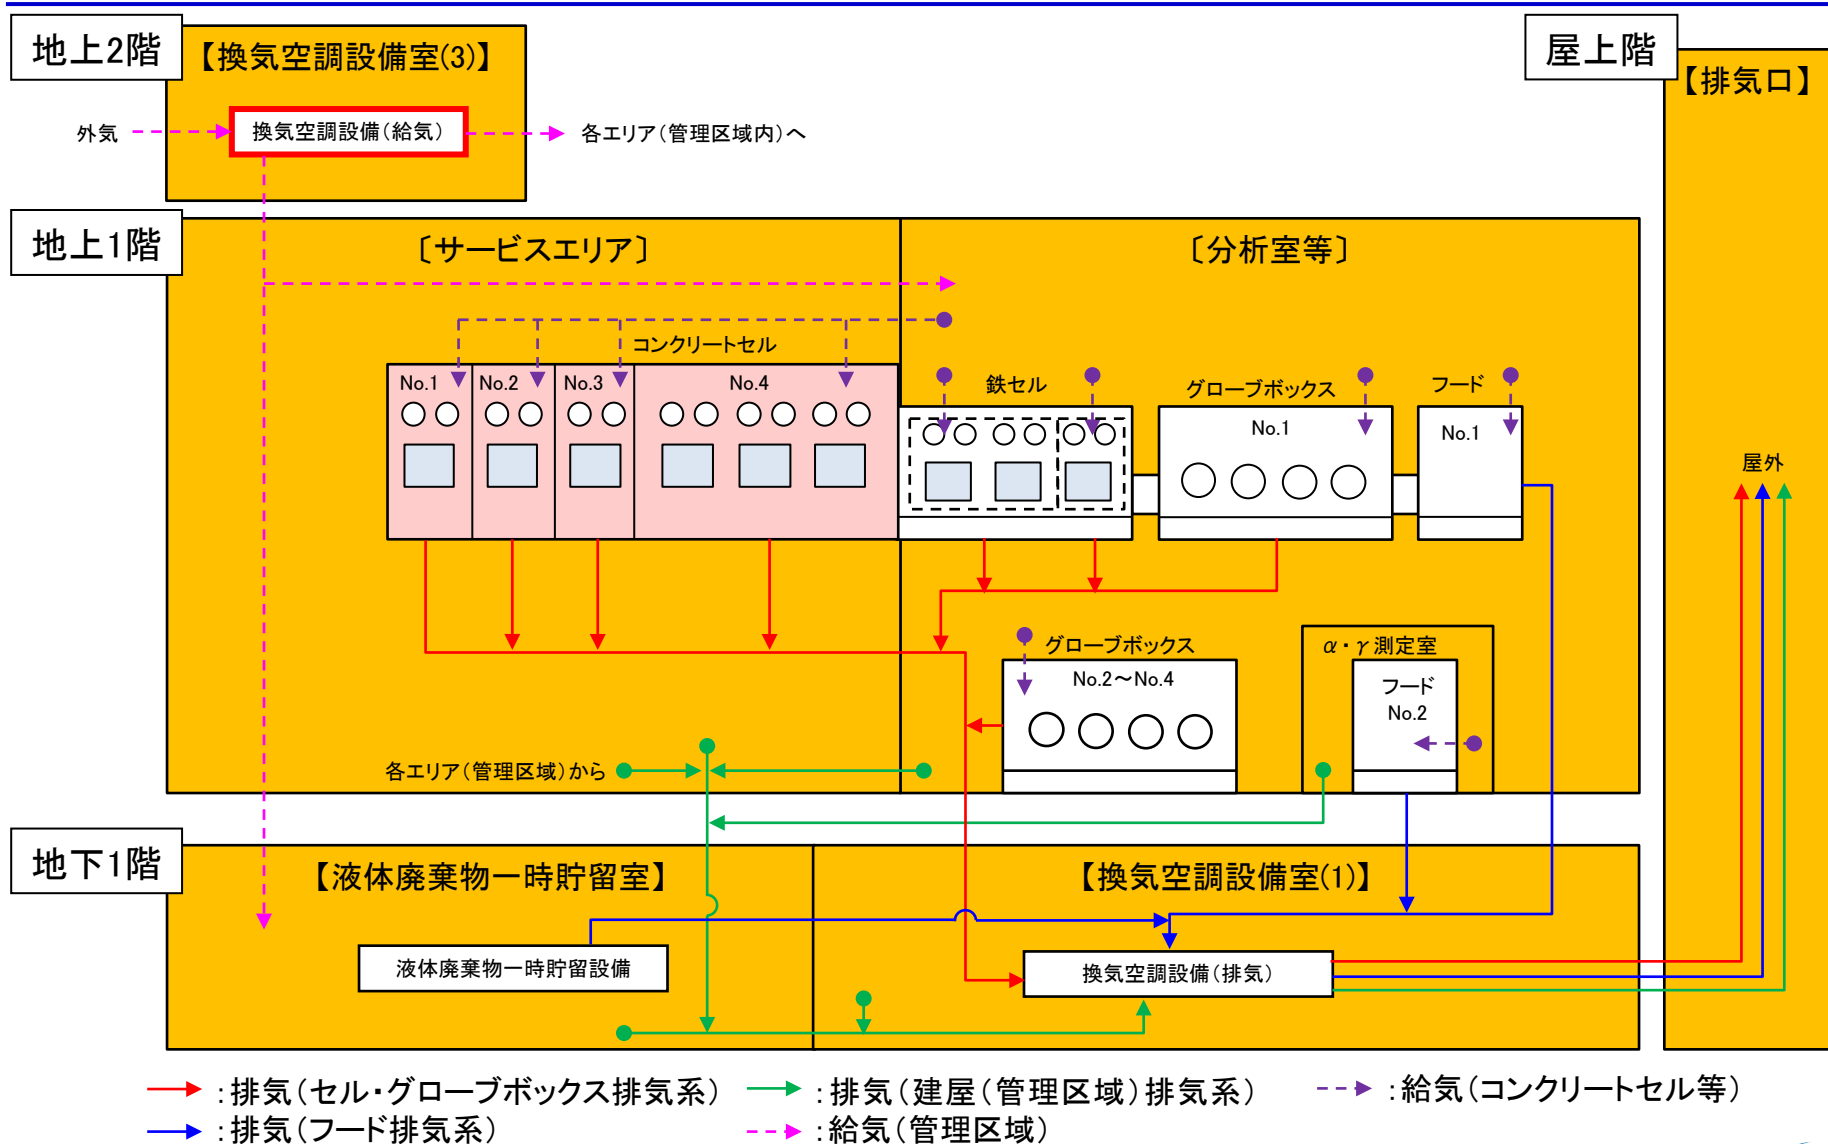 地上2階
【換気空調設備室(3)】
屋上階
【排気口】
外気
換気空調設備(給気)
各エリア(管理区域内)へ
地上1階
〔サービスエリア〕
〔分析室等〕
コンクリートセル
No.1
No.2
No.3
No.4
鉄セル
グローブボックス
No.1
フード
No.1
屋外
グローブボックス
No.2～No.4
α・γ測定室
フード
No.2
各エリア(管理区域)から
地下1階
【液体廃棄物一時貯留室】
【換気空調設備室(1)】
液体廃棄物一時貯留設備
換気空調設備(排気)
:排気(セル・グローブボックス排気系)
:排気(建屋(管理区域)排気系)
:給気(コンクリートセル等)
:排気(フード排気系)
:給気(管理区域)